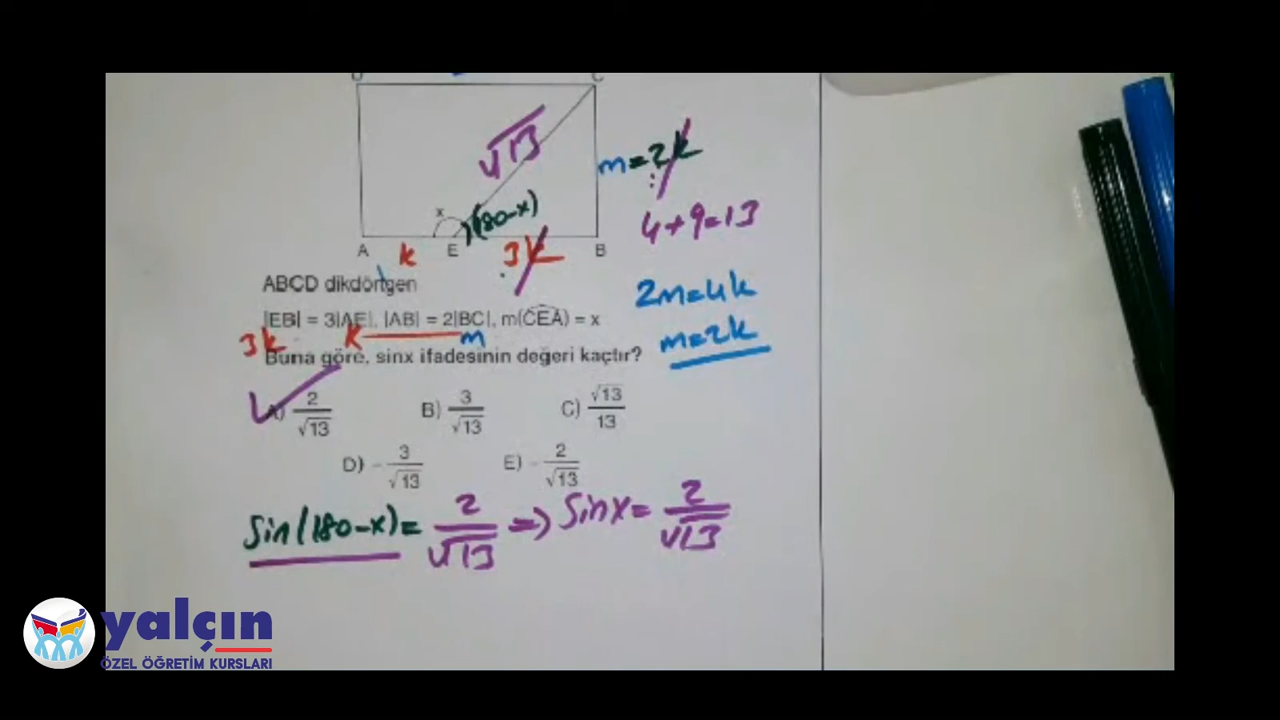 C
√13
m=2k
x
(180-x)
4+9=13
A
k
E
3k
B
ABCD dikdörtgen
2m=4k
|EB| = 3|AE|, |AB| = 2|BC|, m(CEA) = x
3k
k
m
m=2k
Buna göre, sinx ifadesinin değeri kaçtır?
A) 2/√13 B) 3/√13 C) √13/13
D) -3/√13 E) -2/√13
Sin(180-x)= 2/√13 ⇒ Sinx= 2/√13
yalçın
ÖZEL ÖĞRETİM KURSLARI